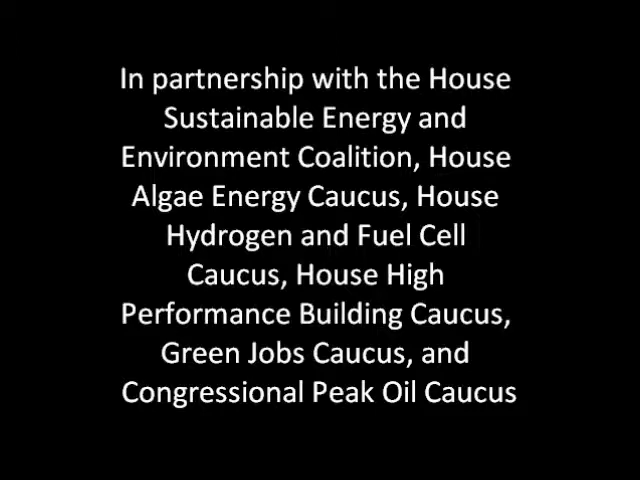 In partnership with the House
Sustainable Energy and
Environment Coalition, House
Algae Energy Caucus, House
Hydrogen and Fuel Cell
Caucus, House High
Performance Building Caucus,
Green Jobs Caucus, and
Congressional Peak Oil Caucus